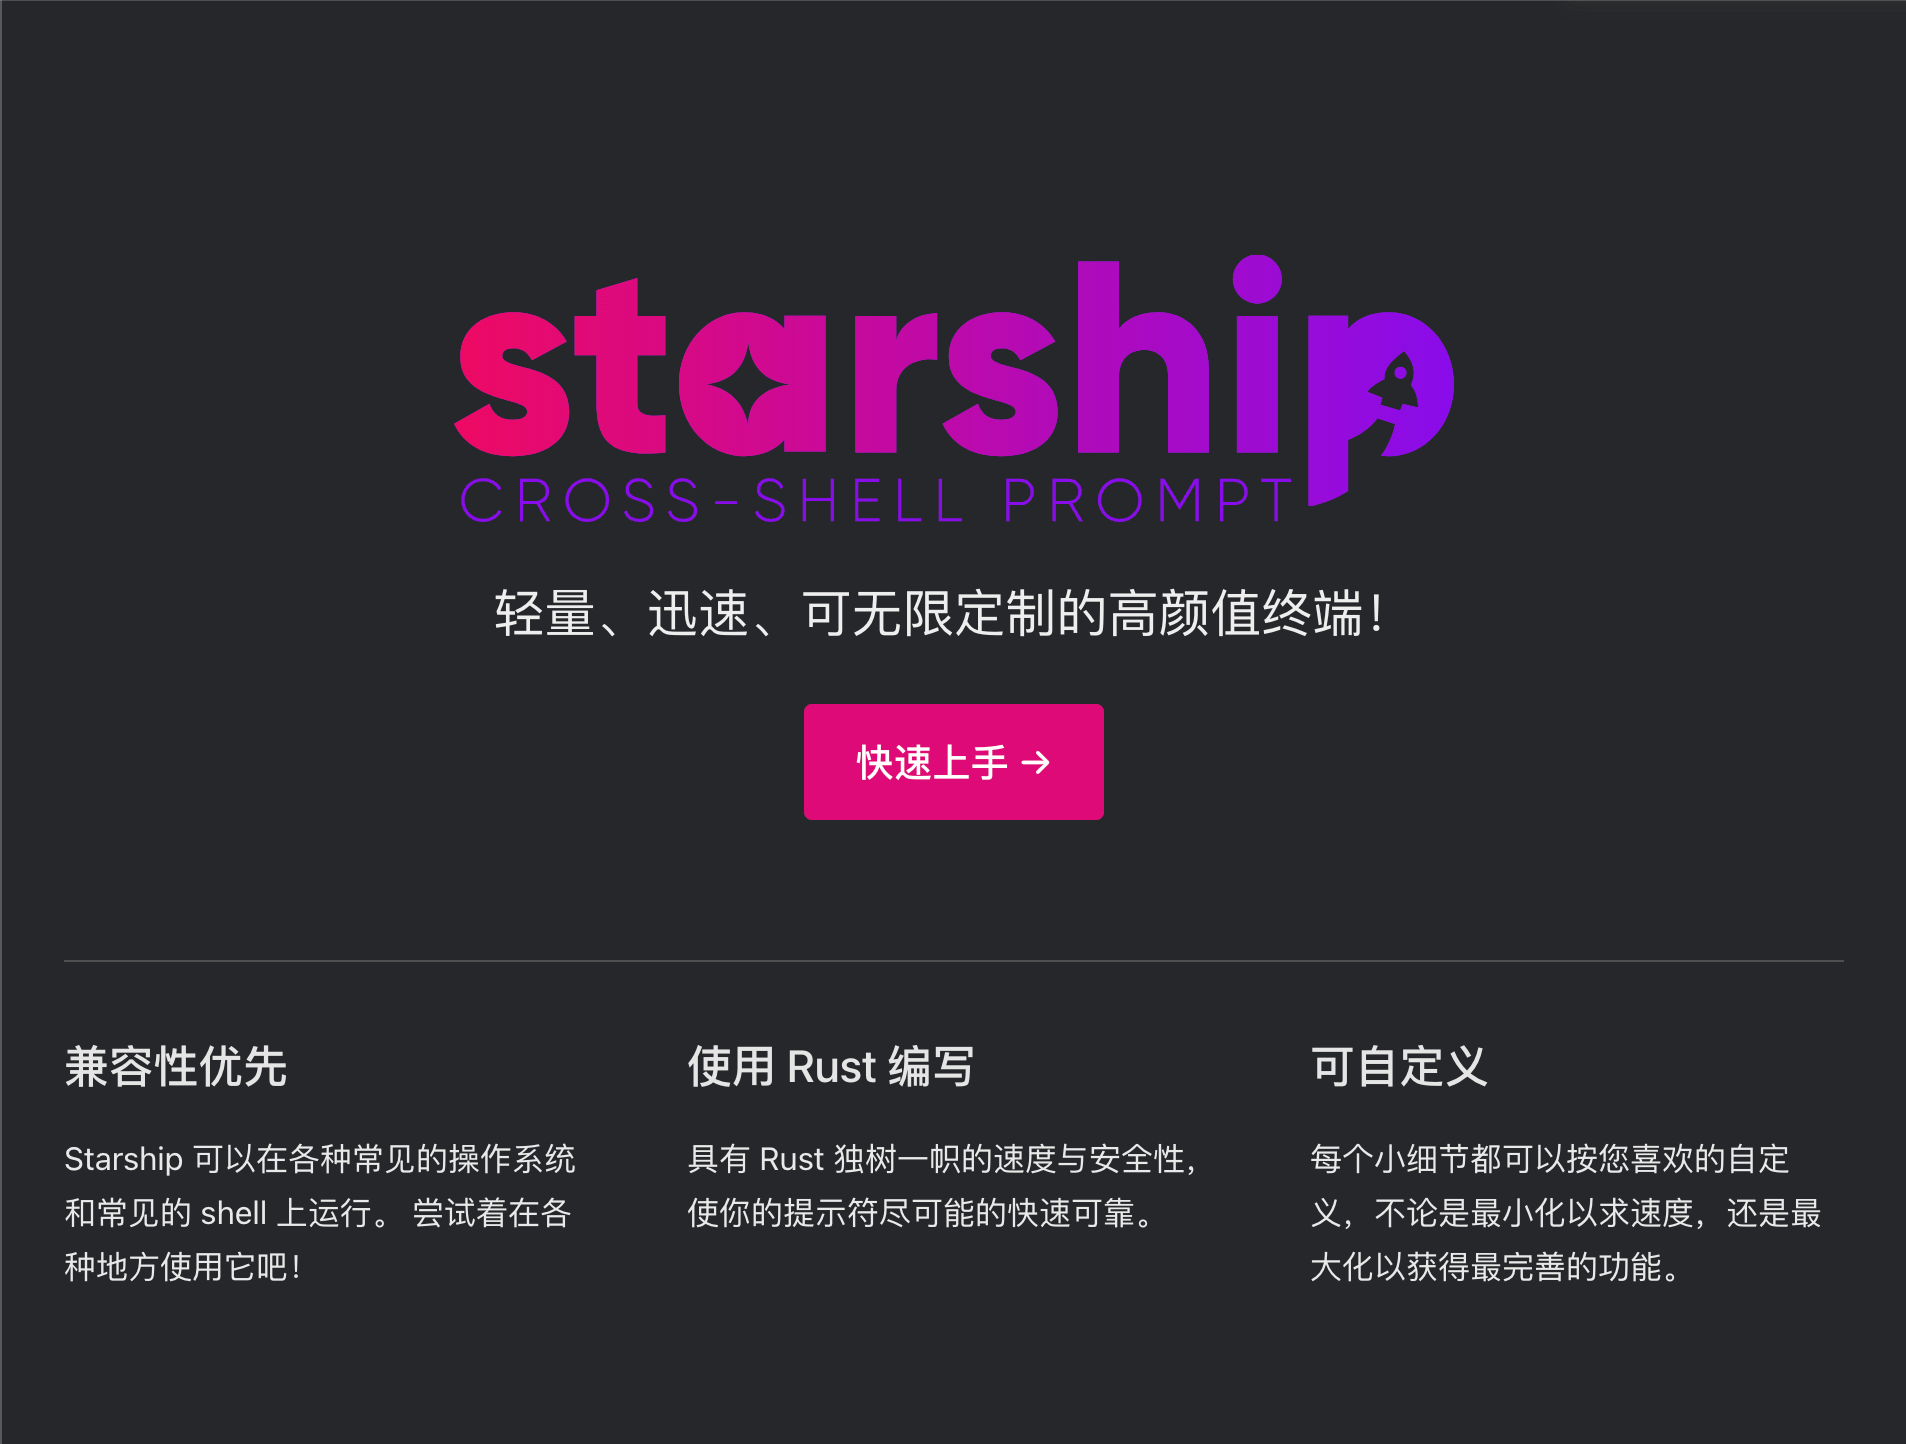 starship
CROSS-SHELL PROMPT
轻量、迅速、可无限定制的高颜值终端！
快速上手 →
兼容性优先
Starship 可以在各种常见的操作系统
和常见的 shell 上运行。 尝试着在各
种地方使用它吧！
使用 Rust 编写
具有 Rust 独树一帜的速度与安全性，
使你的提示符尽可能的快速可靠。
可自定义
每个小细节都可以按您喜欢的自定
义，不论是最小化以求速度，还是最
大化以获得最完善的功能。